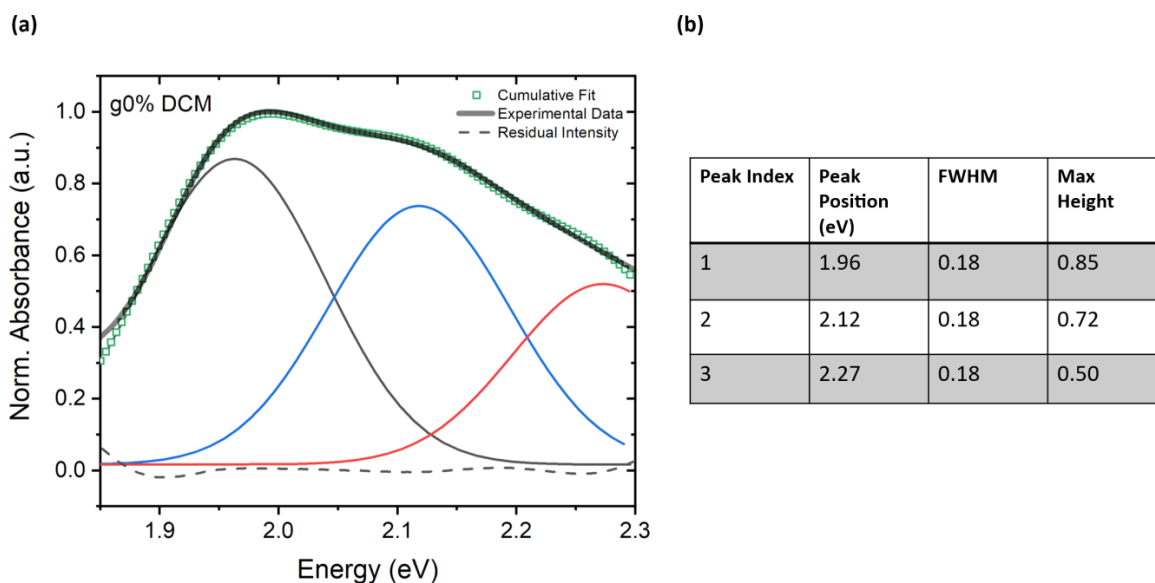 (a)
(b)
g0% DCM
Cumulative Fit
Experimental Data
Residual Intensity
Norm. Absorbance (a.u.)
1.0
0.8
0.6
0.4
0.2
0.0
1.9
2.0
2.1
2.2
2.3
Energy (eV)
Peak Index
Peak
Position
(eV)
FWHM
Max
Height
1
1.96
0.18
0.85
2
2.12
0.18
0.72
3
2.27
0.18
0.50